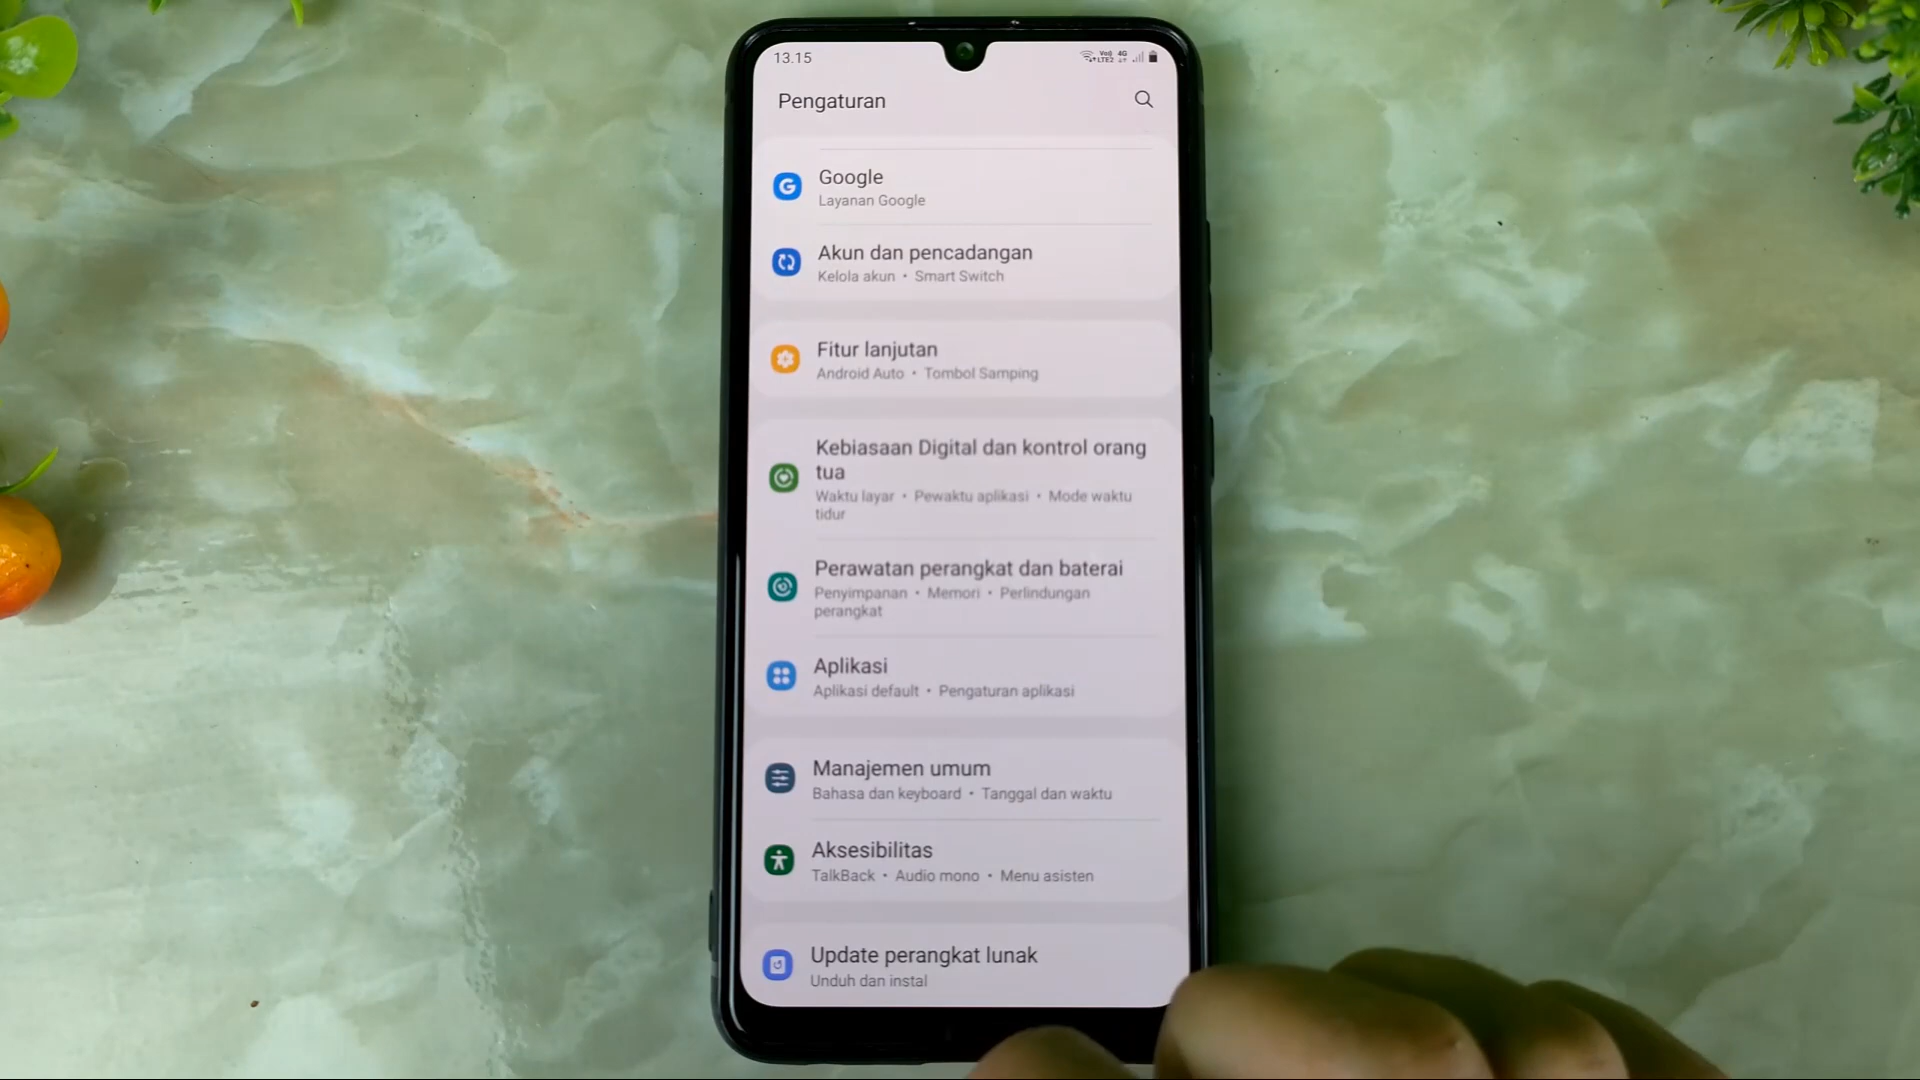 13.15
Vo)) 4G
LTE2
Pengaturan
Google
Layanan Google
Akun dan pencadangan
Kelola akun • Smart Switch
Fitur lanjutan
Android Auto • Tombol Samping
Kebiasaan Digital dan kontrol orang
tua
Waktu layar • Pewaktu aplikasi • Mode waktu
tidur
Perawatan perangkat dan baterai
Penyimpanan • Memori • Perlindungan
perangkat
Aplikasi
Aplikasi default • Pengaturan aplikasi
Manajemen umum
Bahasa dan keyboard • Tanggal dan waktu
Aksesibilitas
TalkBack • Audio mono • Menu asisten
Update perangkat lunak
Unduh dan instal